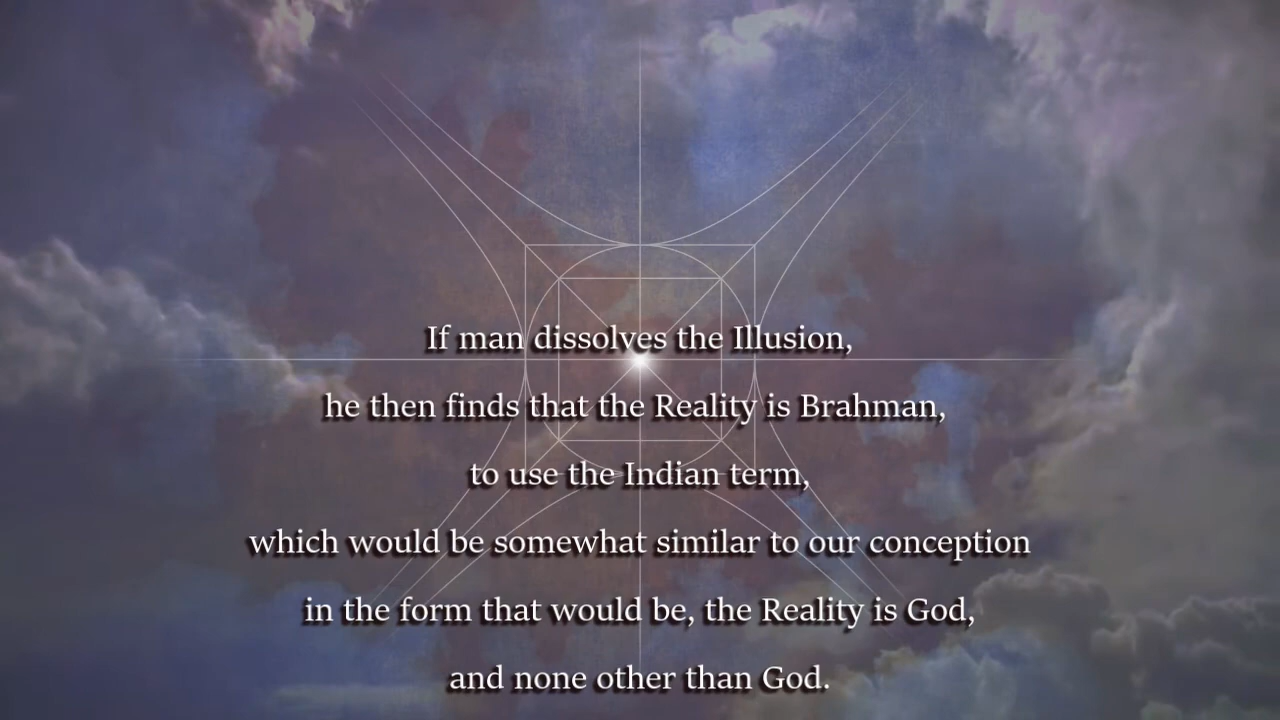 If man dissolves the Illusion,
he then finds that the Reality is Brahman,
to use the Indian term,
which would be somewhat similar to our conception
in the form that would be, the Reality is God,
and none other than God.